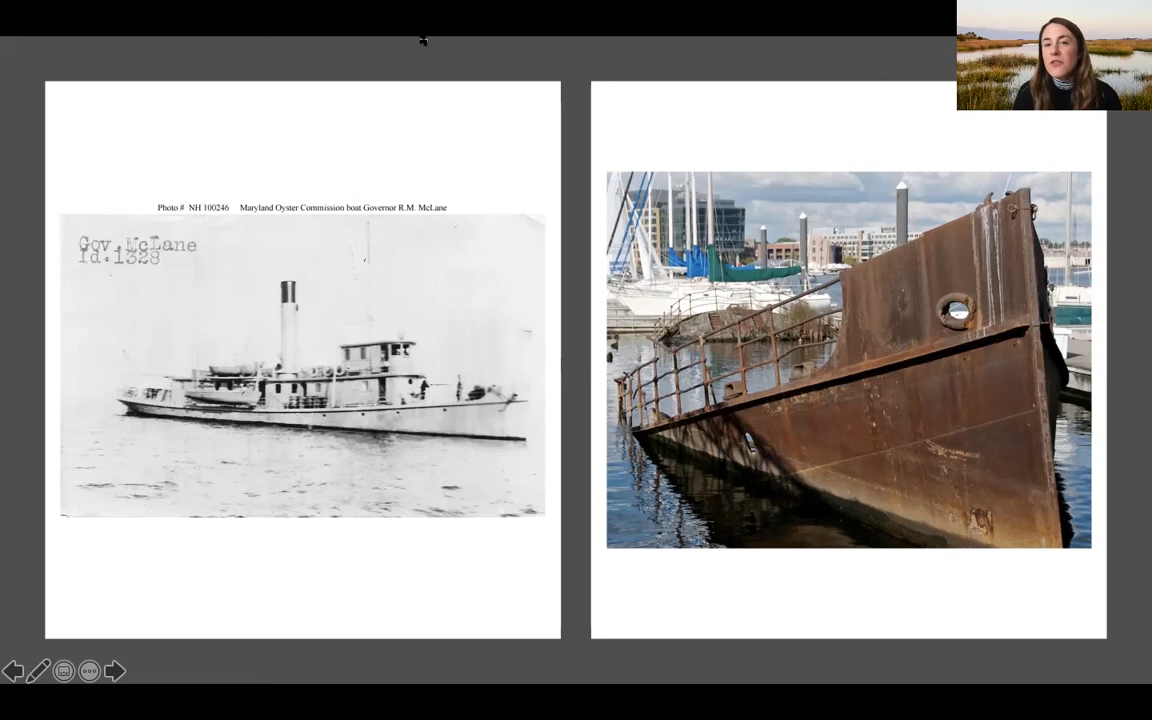 Photo # NH 100246 Maryland Oyster Commission boat Governor R.M. McLane
Gov. McLane
Id.1328